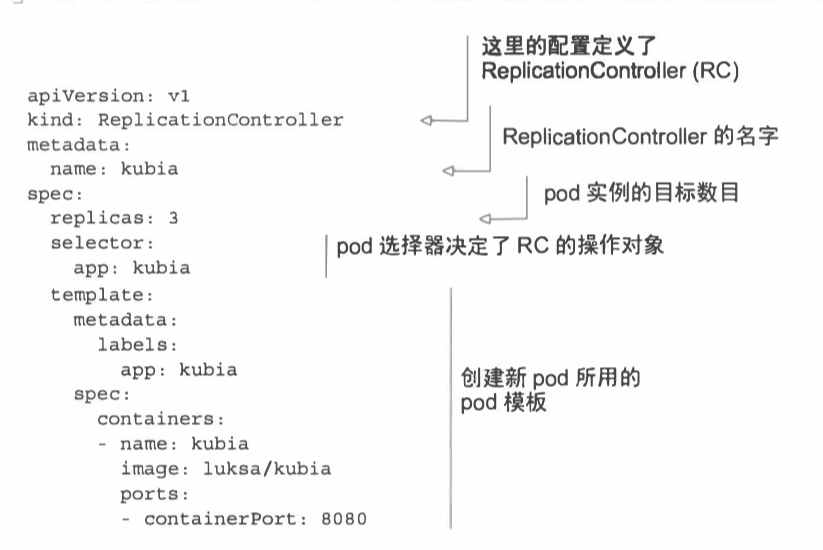 这里的配置定义了
ReplicationController (RC)
apiVersion: v1
kind: ReplicationController
metadata:
ReplicationController 的名字
name: kubia
spec:
pod 实例的目标数目
replicas: 3
selector:
pod 选择器决定了 RC 的操作对象
app: kubia
template:
metadata:
labels:
app: kubia
创建新 pod 所用的
pod 模板
spec:
containers:
- name: kubia
image: luksa/kubia
ports:
- containerPort: 8080